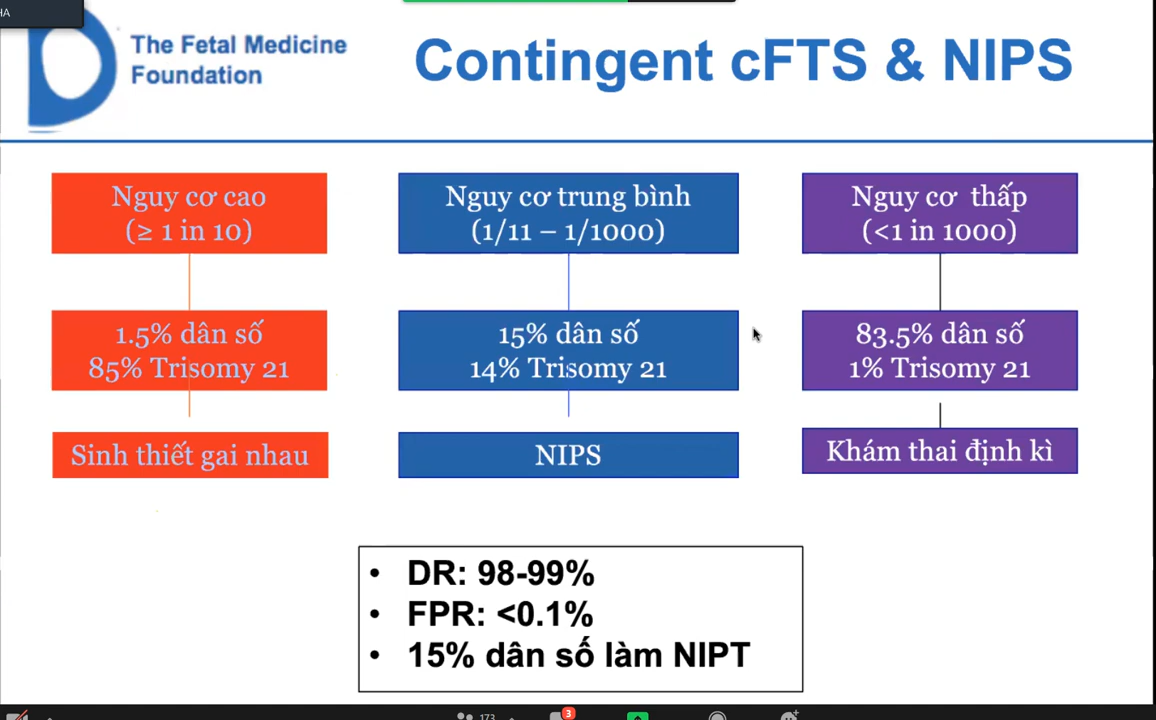 HA
The Fetal Medicine
Foundation
Contingent cFTS & NIPS
Nguy cơ cao
(≥ 1 in 10)
Nguy cơ trung bình
(1/11 – 1/1000)
Nguy cơ thấp
(<1 in 1000)
1.5% dân số
85% Trisomy 21
15% dân số
14% Trisomy 21
83.5% dân số
1% Trisomy 21
Sinh thiết gai nhau
NIPS
Khám thai định kì
• DR: 98-99%
• FPR: <0.1%
• 15% dân số làm NIPT
173
3